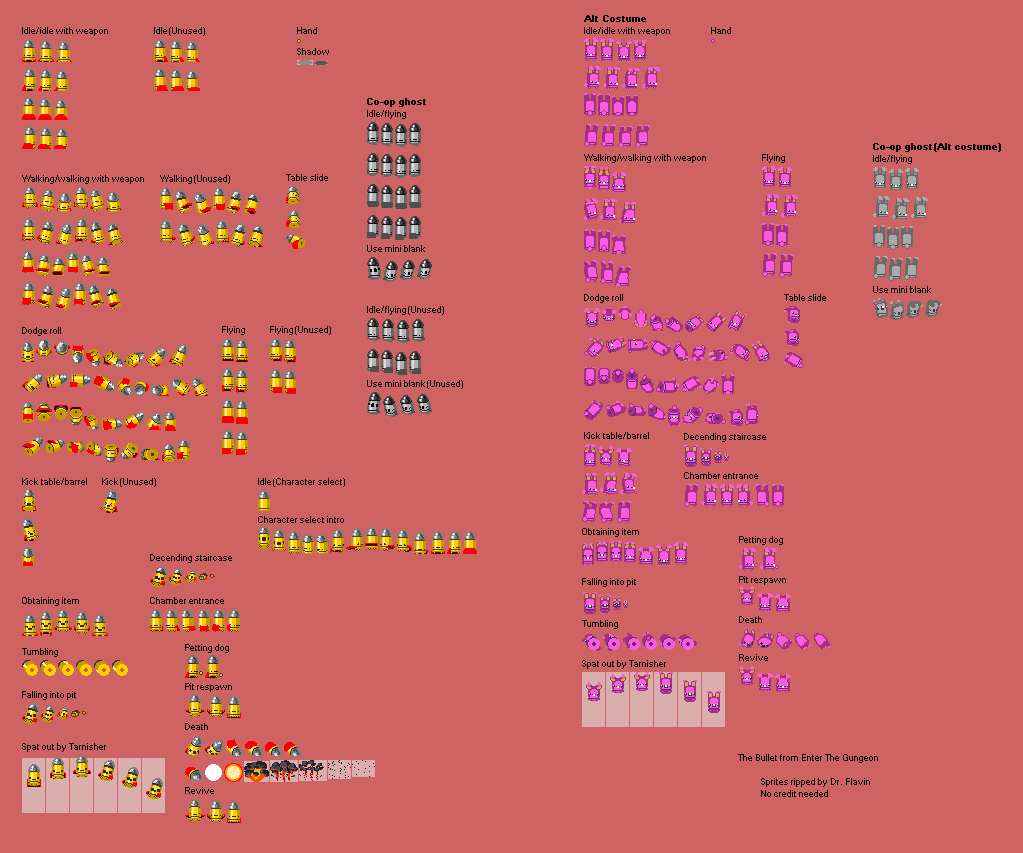 Idle/idle with weapon
Idle(Unused)
Hand
Shadow
Co-op ghost
Idle/flying
Walking/walking with weapon
Walking(Unused)
Table slide
Use mini blank
Idle/flying(Unused)
Dodge roll
Flying
Flying(Unused)
Use mini blank(Unused)
Kick table/barrel
Kick(Unused)
Idle(Character select)
Character select intro
Decending staircase
Obtaining item
Chamber entrance
Tumbling
Petting dog
Falling into pit
Pit respawn
Death
Spat out by Tarnisher
Revive
Alt Costume
Idle/idle with weapon
Hand
Co-op ghost(Alt costume)
Idle/flying
Walking/walking with weapon
Flying
Use mini blank
Dodge roll
Table slide
Kick table/barrel
Decending staircase
Chamber entrance
Obtaining item
Petting dog
Falling into pit
Pit respawn
Tumbling
Death
Spat out by Tarnisher
Revive
The Bullet from Enter The Gungeon
Sprites ripped by Dr. Flavin
No credit needed